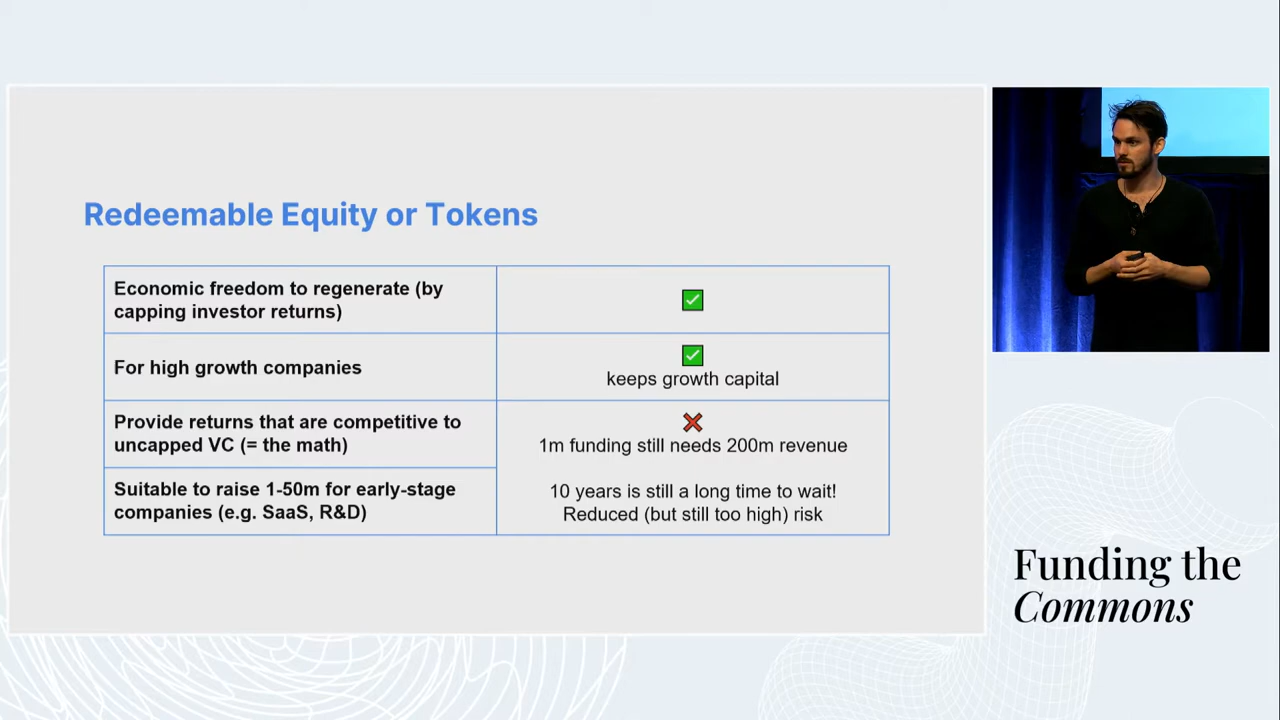 Redeemable Equity or Tokens
Economic freedom to regenerate (by
capping investor returns)
✅
For high growth companies
✅
keeps growth capital
Provide returns that are competitive to
uncapped VC (= the math)
❌
1m funding still needs 200m revenue
Suitable to raise 1-50m for early-stage
companies (e.g. SaaS, R&D)
10 years is still a long time to wait!
Reduced (but still too high) risk
Funding the
Commons